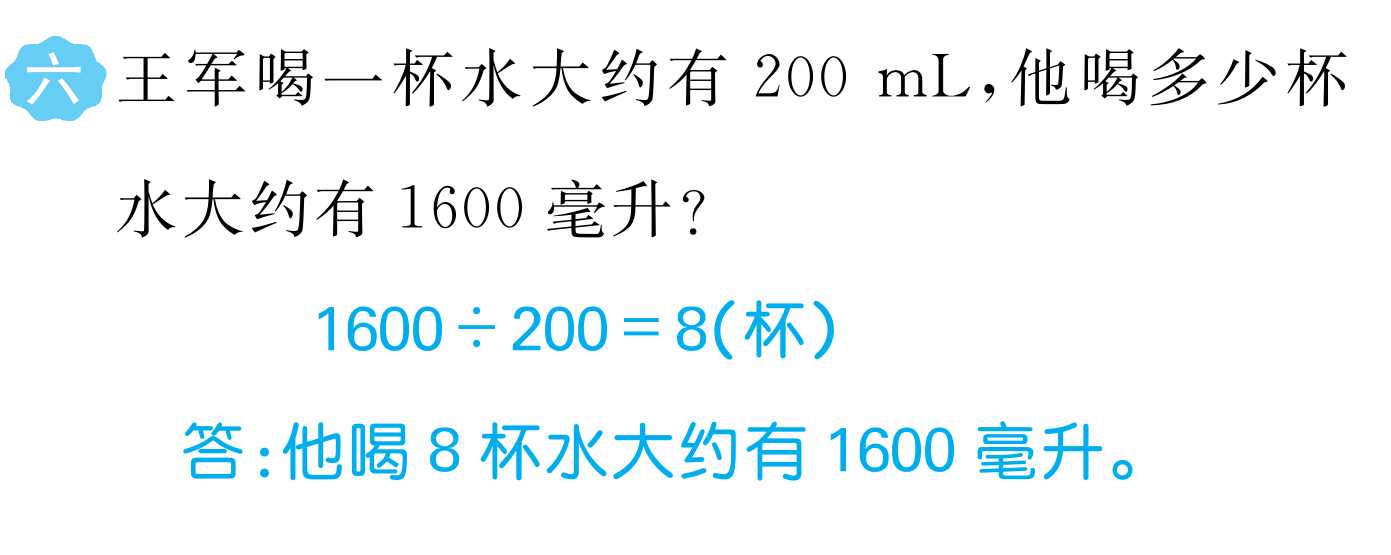 六 王军喝一杯水大约有 200 mL,他喝多少杯
水大约有 1600 毫升?
1600÷200=8(杯)
答:他喝 8 杯水大约有 1600 毫升。